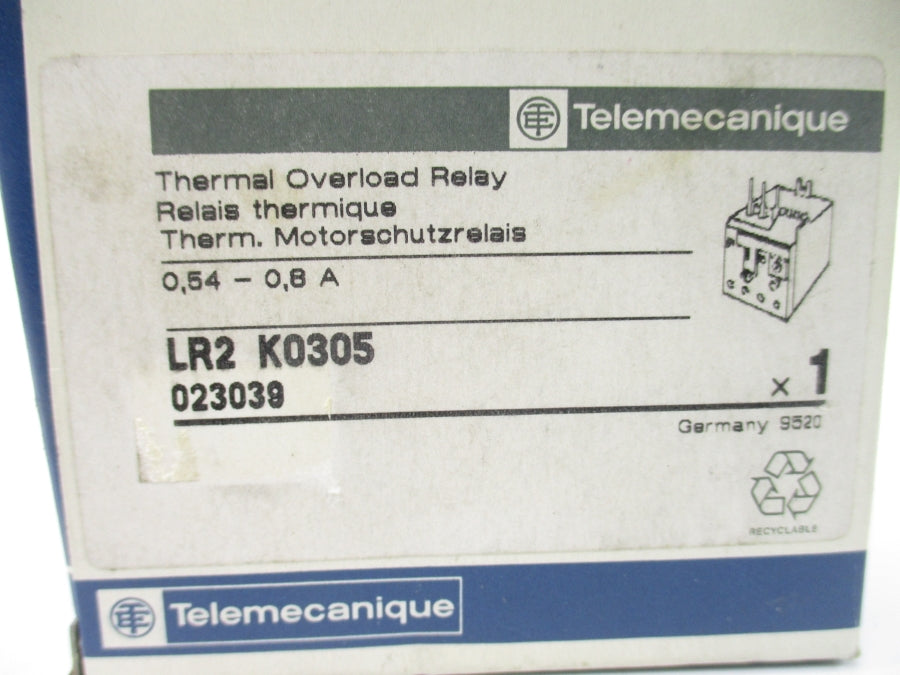 Telemecanique
Thermal Overload Relay
Relais thermique
Therm. Motorschutzrelais
0,54 – 0,8 A
LR2 K0305
023039
x 1
Germany 9520
RECYCLABLE
Telemecanique